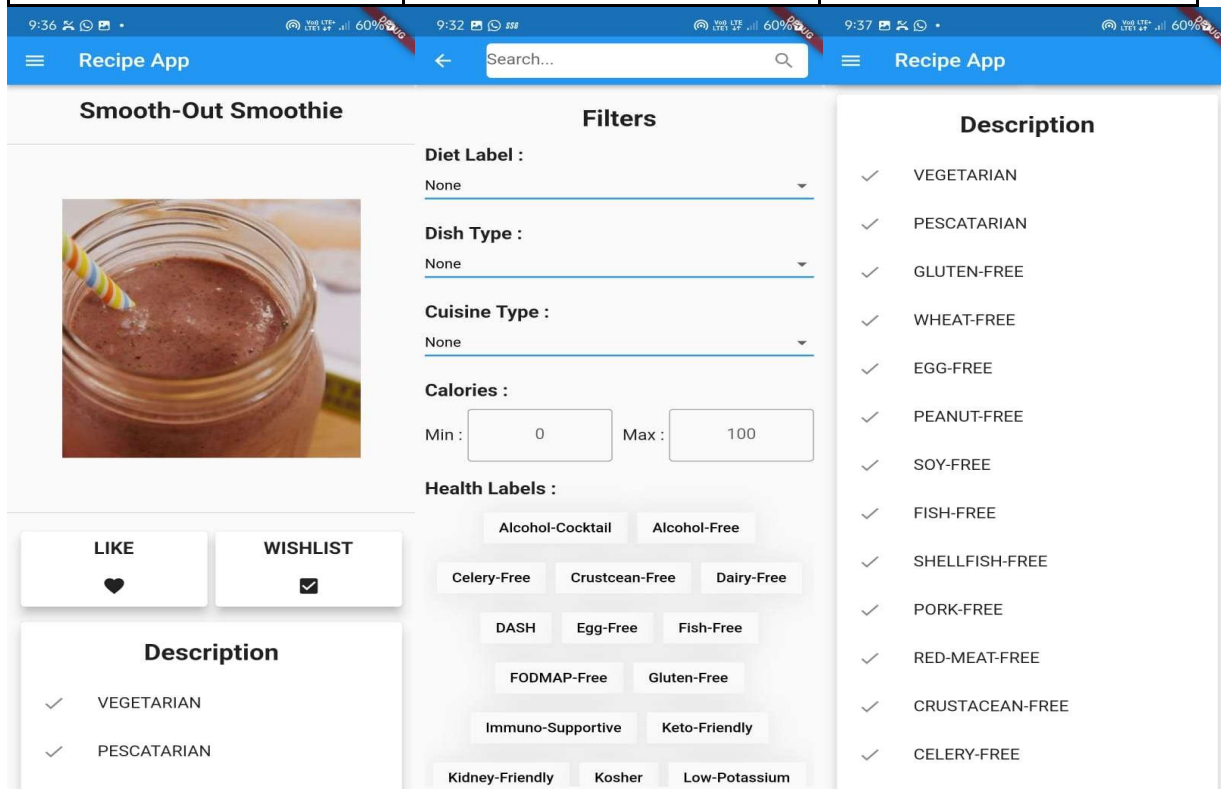 9:36 60%
Recipe App
Smooth-Out Smoothie
LIKE WISHLIST
Description
VEGETARIAN
PESCATARIAN
9:32 60%
Search...
Filters
Diet Label :
None
Dish Type :
None
Cuisine Type :
None
Calories :
Min : 0 Max : 100
Health Labels :
Alcohol-Cocktail Alcohol-Free
Celery-Free Crustcean-Free Dairy-Free
DASH Egg-Free Fish-Free
FODMAP-Free Gluten-Free
Immuno-Supportive Keto-Friendly
Kidney-Friendly Kosher Low-Potassium
9:37 60%
Recipe App
Description
VEGETARIAN
PESCATARIAN
GLUTEN-FREE
WHEAT-FREE
EGG-FREE
PEANUT-FREE
SOY-FREE
FISH-FREE
SHELLFISH-FREE
PORK-FREE
RED-MEAT-FREE
CRUSTACEAN-FREE
CELERY-FREE